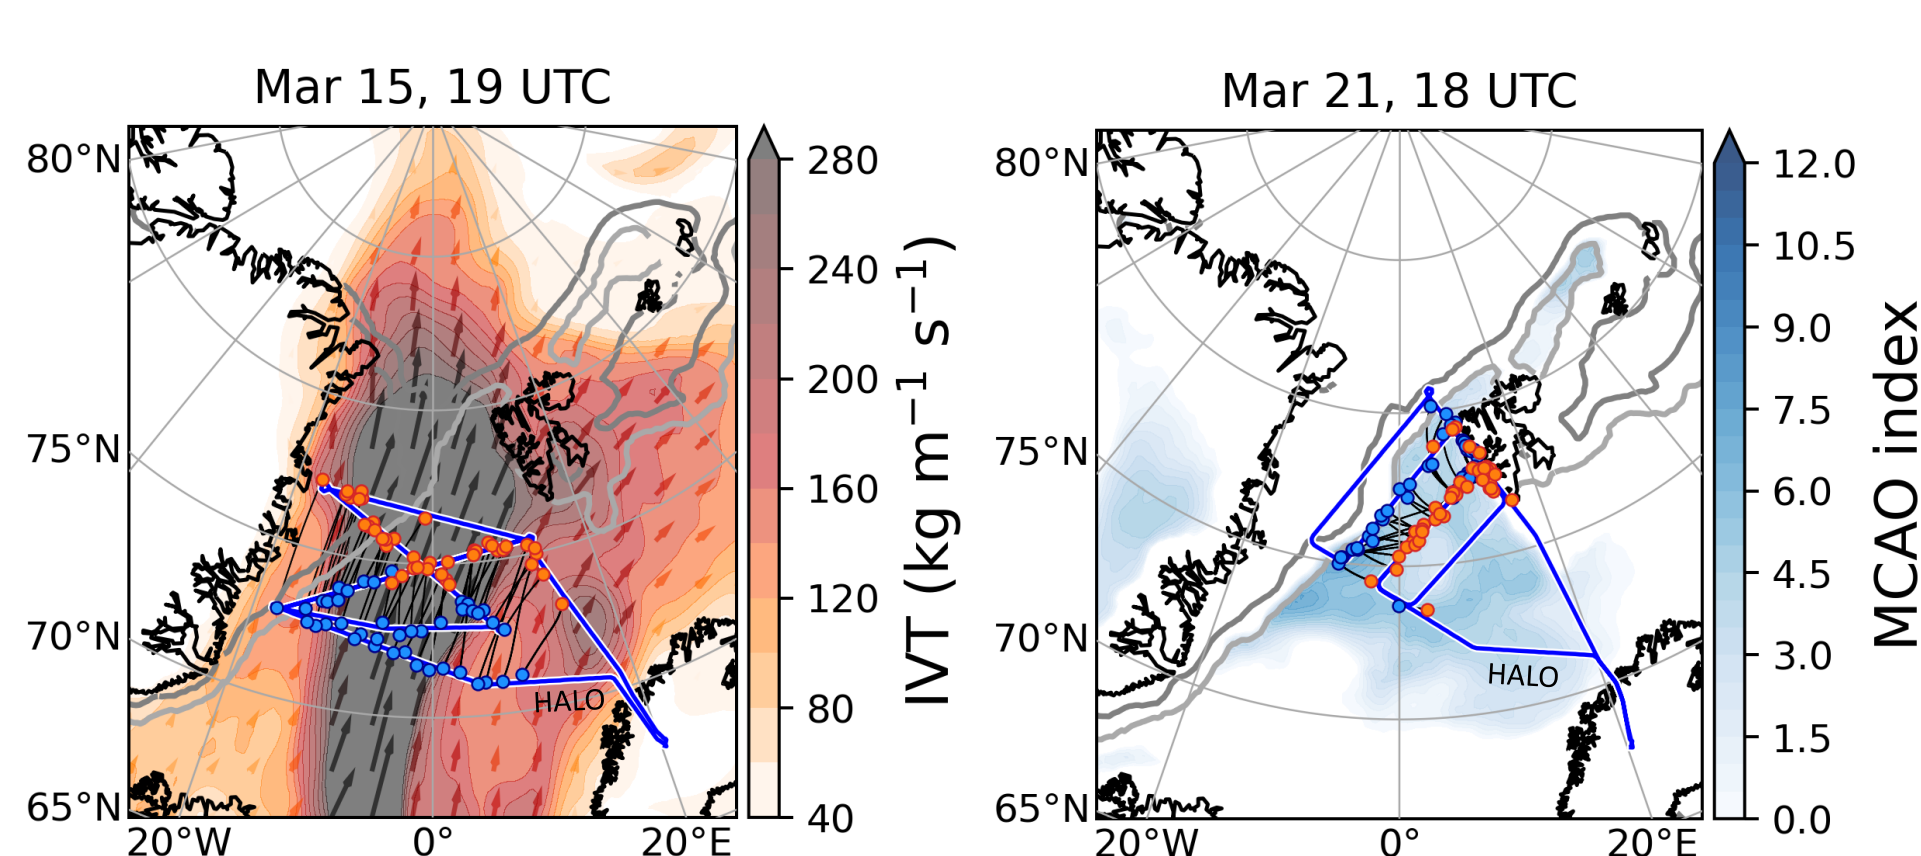 Mar 15, 19 UTC
80°N
75°N
70°N
65°N
20°W
0°
20°E
HALO
280
240
200
160
120
80
40
IVT (kg m⁻¹ s⁻¹)
Mar 21, 18 UTC
80°N
75°N
70°N
65°N
20°W
0°
20°E
HALO
12.0
10.5
9.0
7.5
6.0
4.5
3.0
1.5
0.0
MCAO index